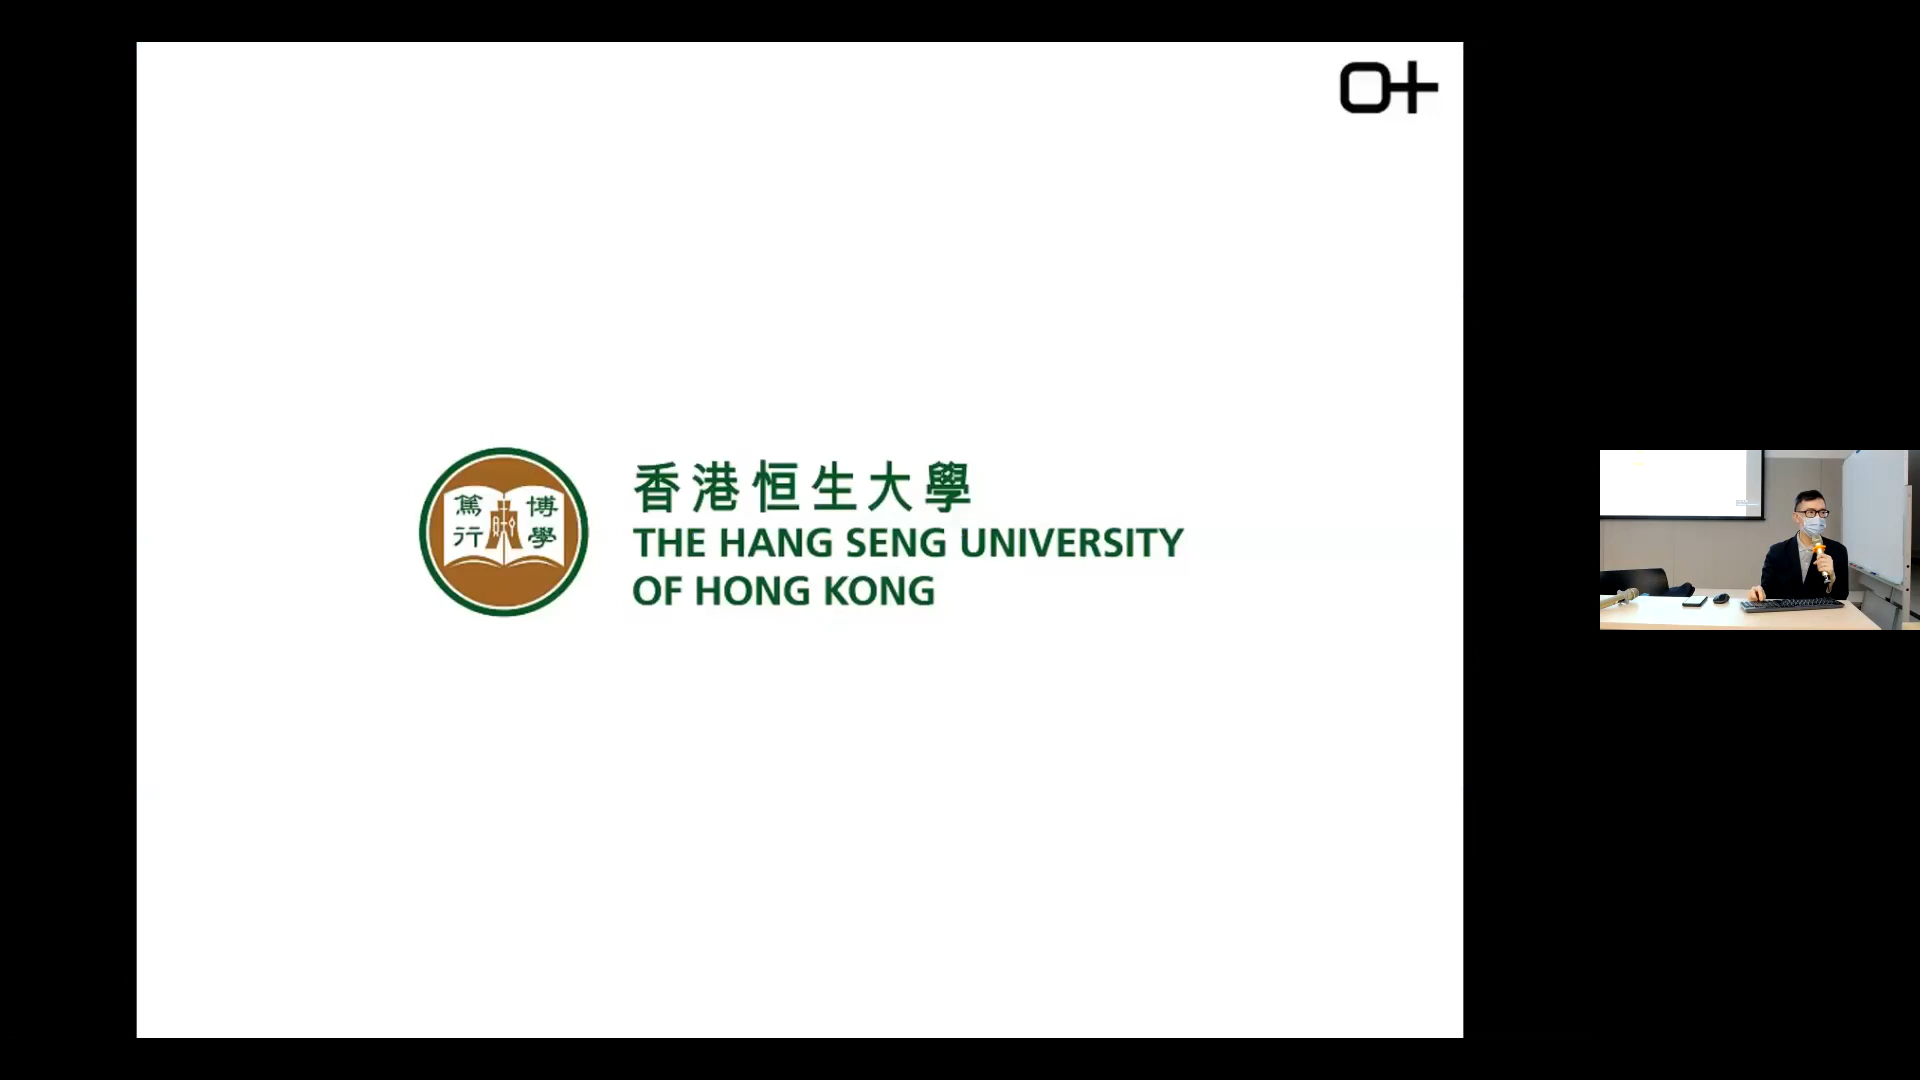 O+
篤行
博學
香港恒生大學
THE HANG SENG UNIVERSITY
OF HONG KONG